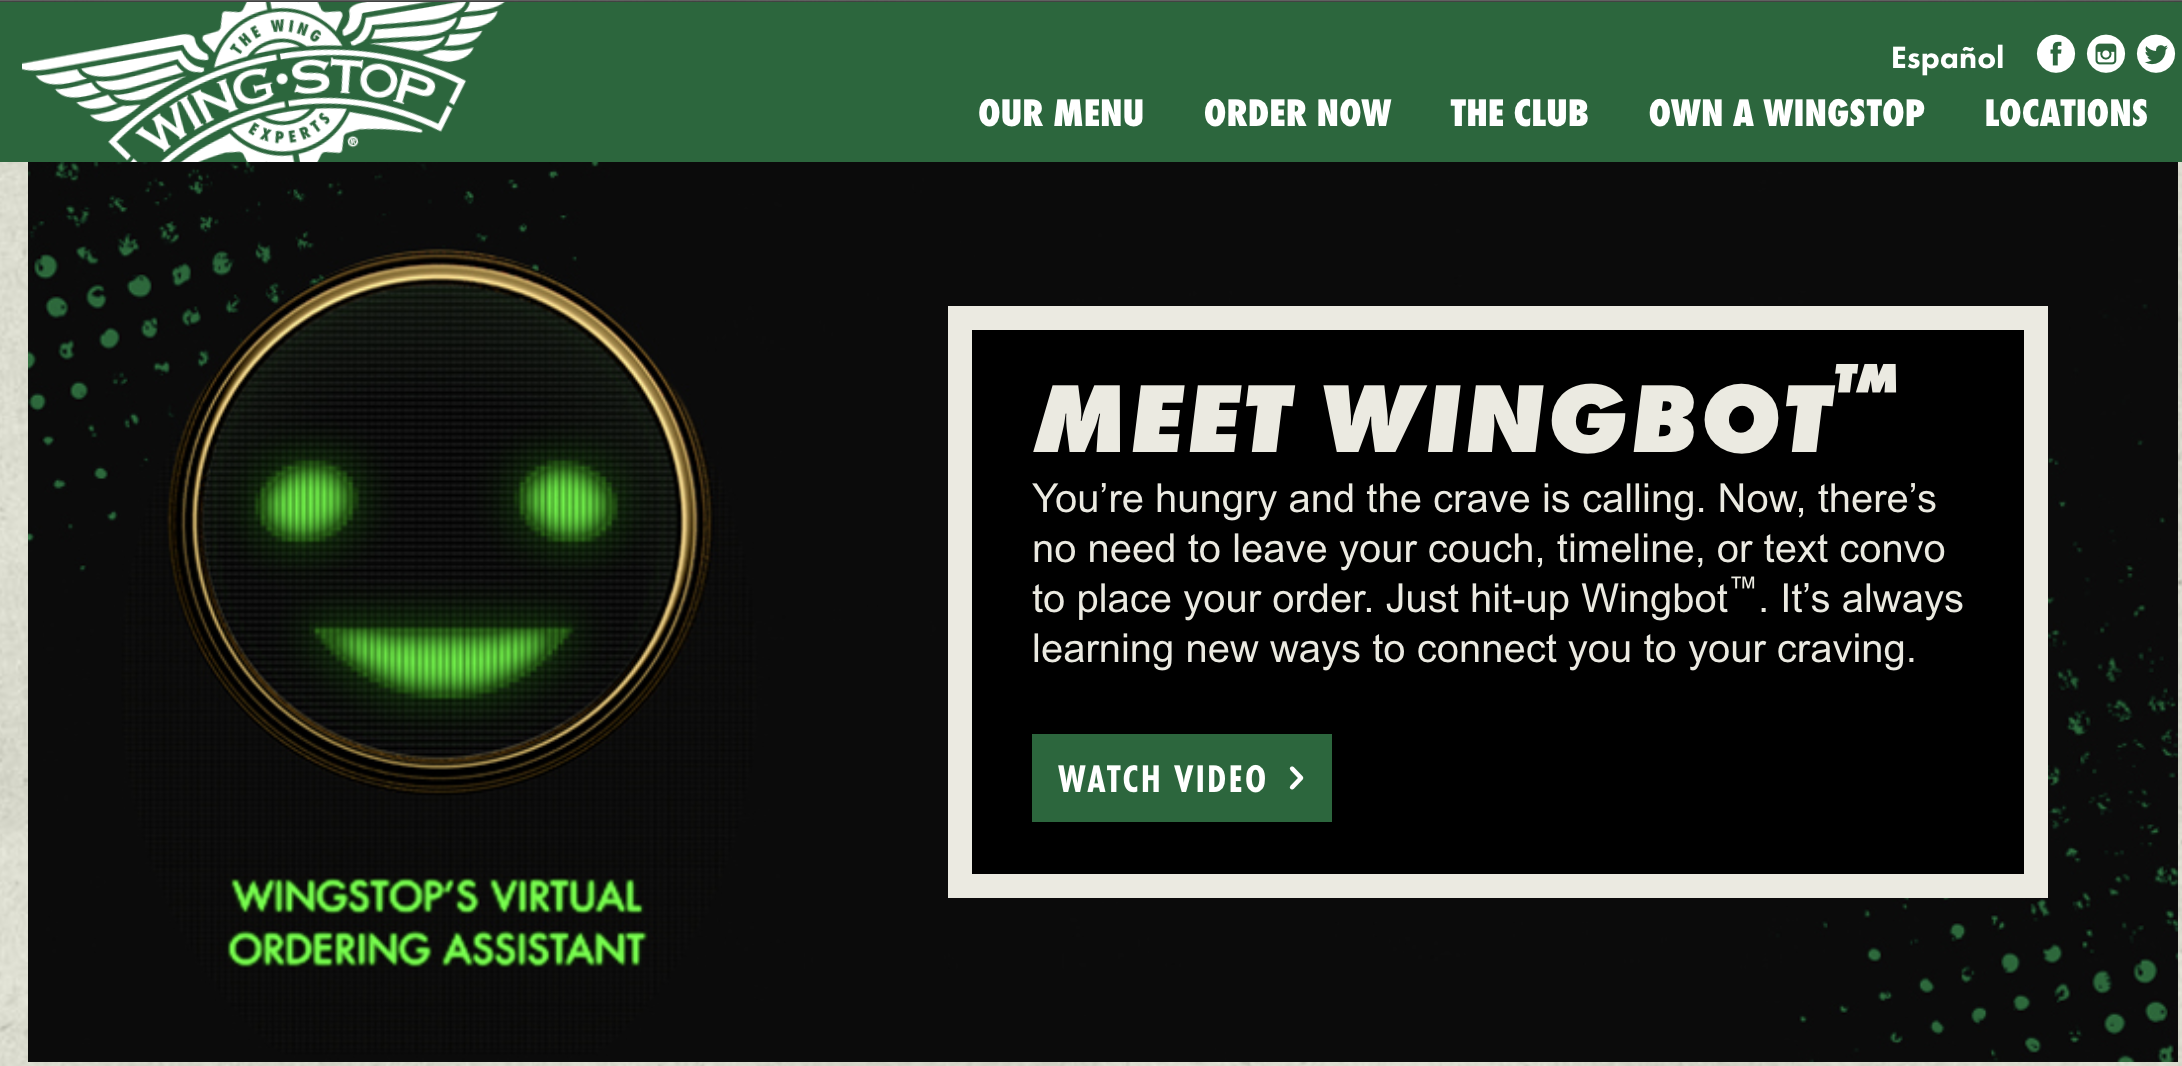 THE WING
WING·STOP
EXPERTS
®
Español
OUR MENU ORDER NOW THE CLUB OWN A WINGSTOP LOCATIONS
MEET WINGBOT™
You’re hungry and the crave is calling. Now, there’s
no need to leave your couch, timeline, or text convo
to place your order. Just hit-up Wingbot™. It’s always
learning new ways to connect you to your craving.
WATCH VIDEO
WINGSTOP’S VIRTUAL
ORDERING ASSISTANT